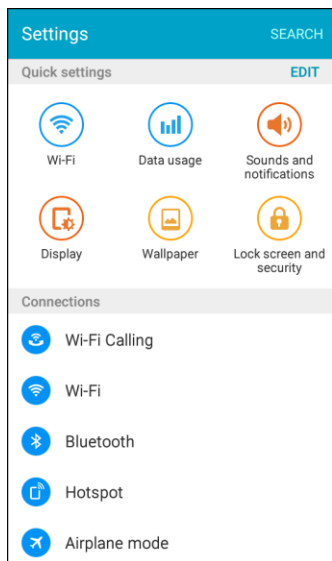 Settings SEARCH
Quick settings EDIT
Wi-Fi Data usage Sounds and
notifications
Display Wallpaper Lock screen and
security
Connections
Wi-Fi Calling
Wi-Fi
Bluetooth
Hotspot
Airplane mode